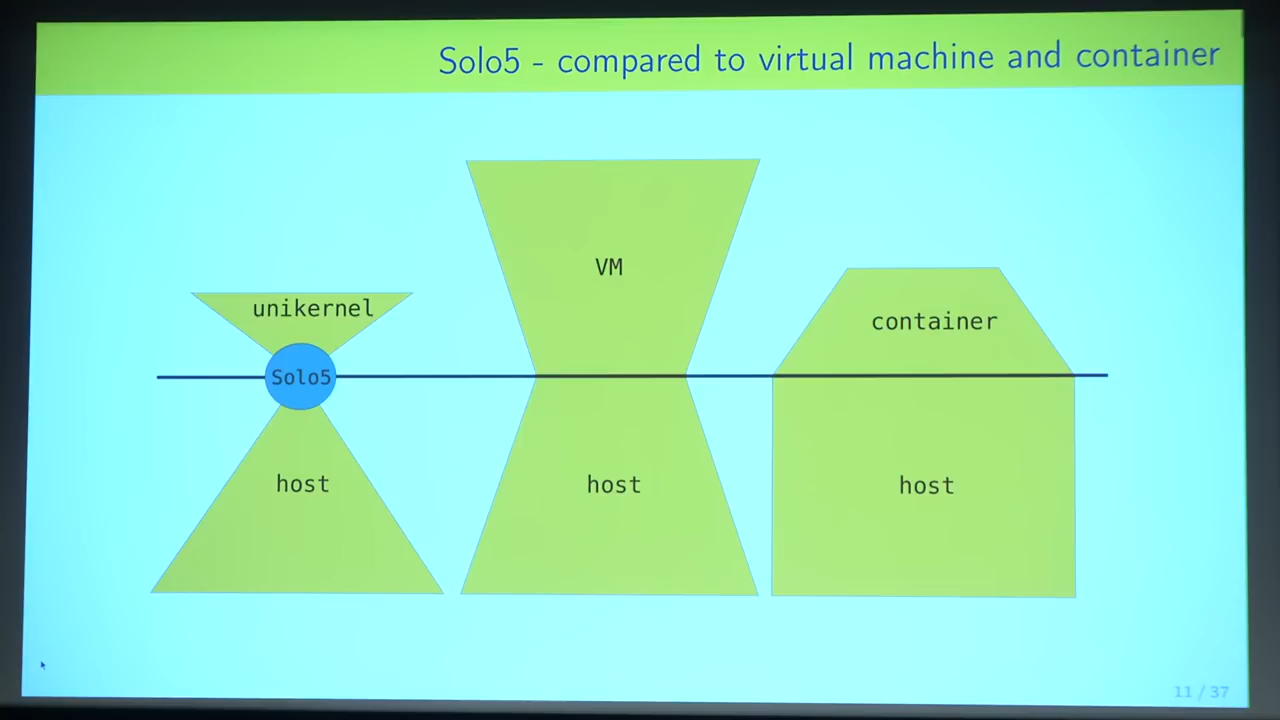 Solo5 - compared to virtual machine and container
VM
unikernel
container
Solo5
host
host
host
11 / 37